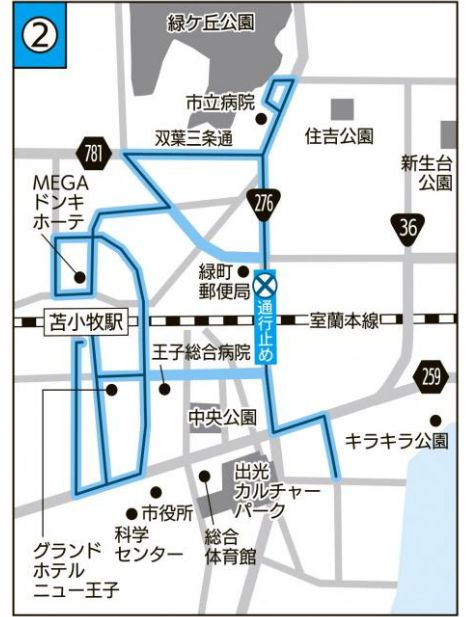 ②
緑ケ丘公園
市立病院
双葉三条通
住吉公園
781
新生台
公園
MEGA
ドンキ
ホーテ
276
36
緑町
郵便局
通行止め
苫小牧駅
室蘭本線
王子総合病院
259
中央公園
キラキラ公園
出光
カルチャー
パーク
市役所
科学
センター
総合
体育館
グランド
ホテル
ニュー王子